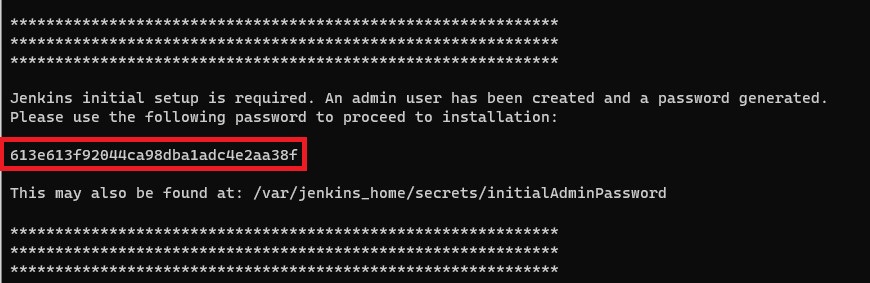 *************************************************************
*************************************************************
*************************************************************
Jenkins initial setup is required. An admin user has been created and a password generated.
Please use the following password to proceed to installation:
613e613f92044ca98dba1adc4e2aa38f
This may also be found at: /var/jenkins_home/secrets/initialAdminPassword
*************************************************************
*************************************************************
*************************************************************